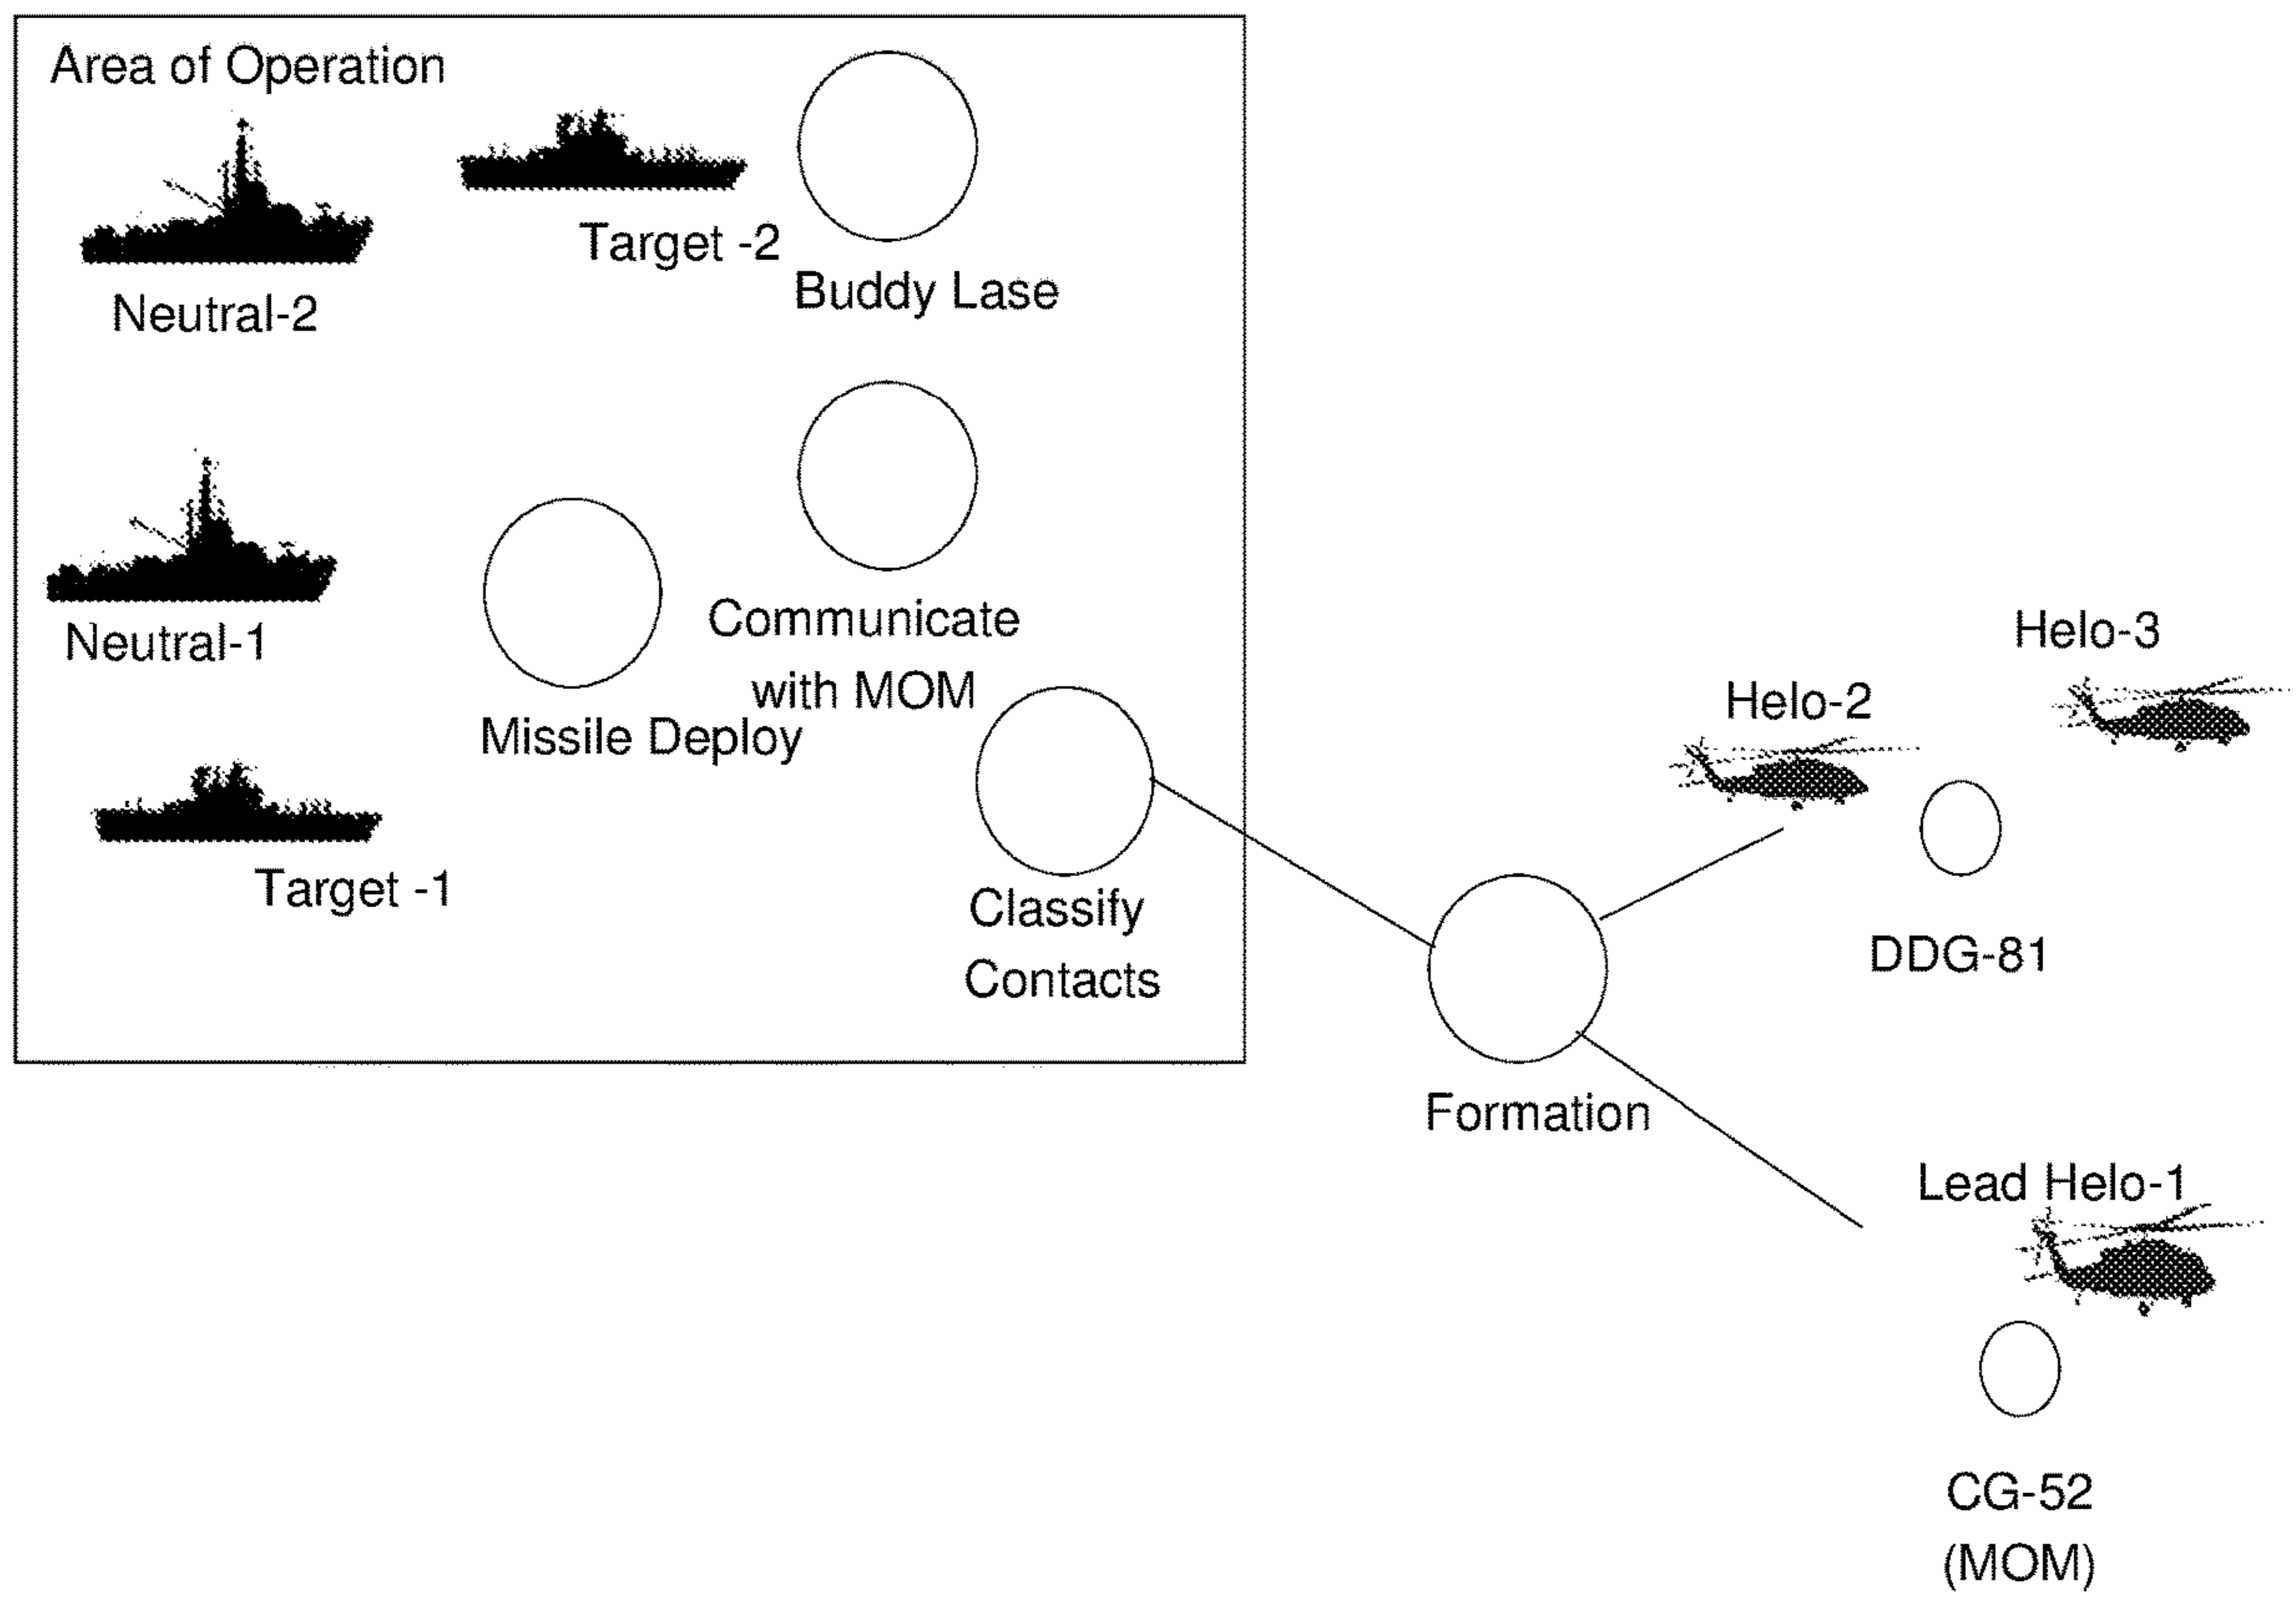 Area of Operation
Target -2
Neutral-2
Buddy Lase
Neutral-1
Communicate
with MOM
Missile Deploy
Target -1
Classify
Contacts
Helo-3
Helo-2
DDG-81
Formation
Lead Helo-1
CG-52
(MOM)